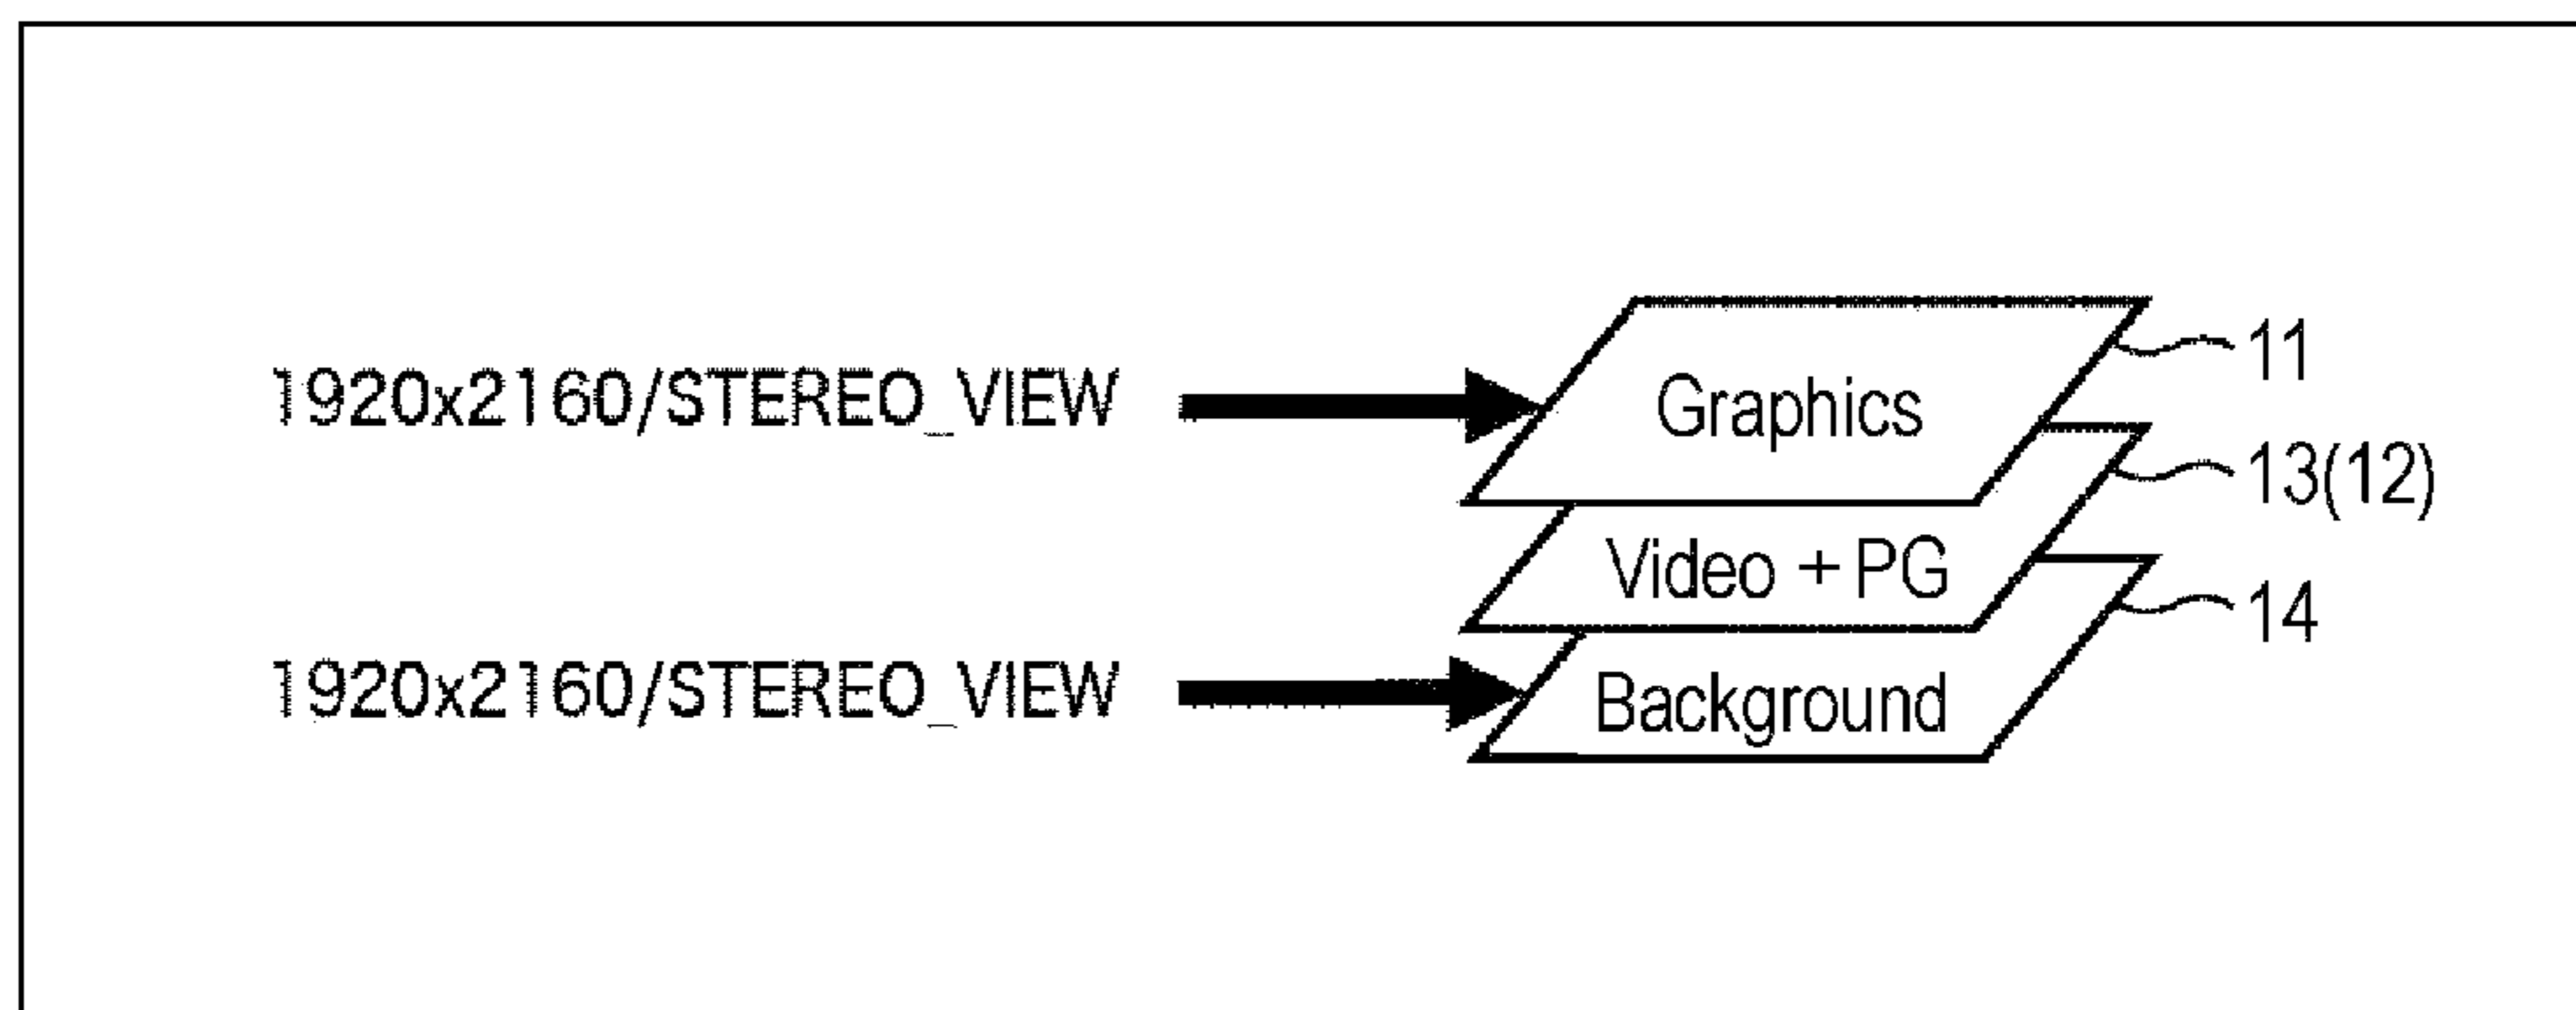 1920x2160/STEREO_VIEW
Graphics
11
13(12)
Video + PG
14
1920x2160/STEREO_VIEW
Background